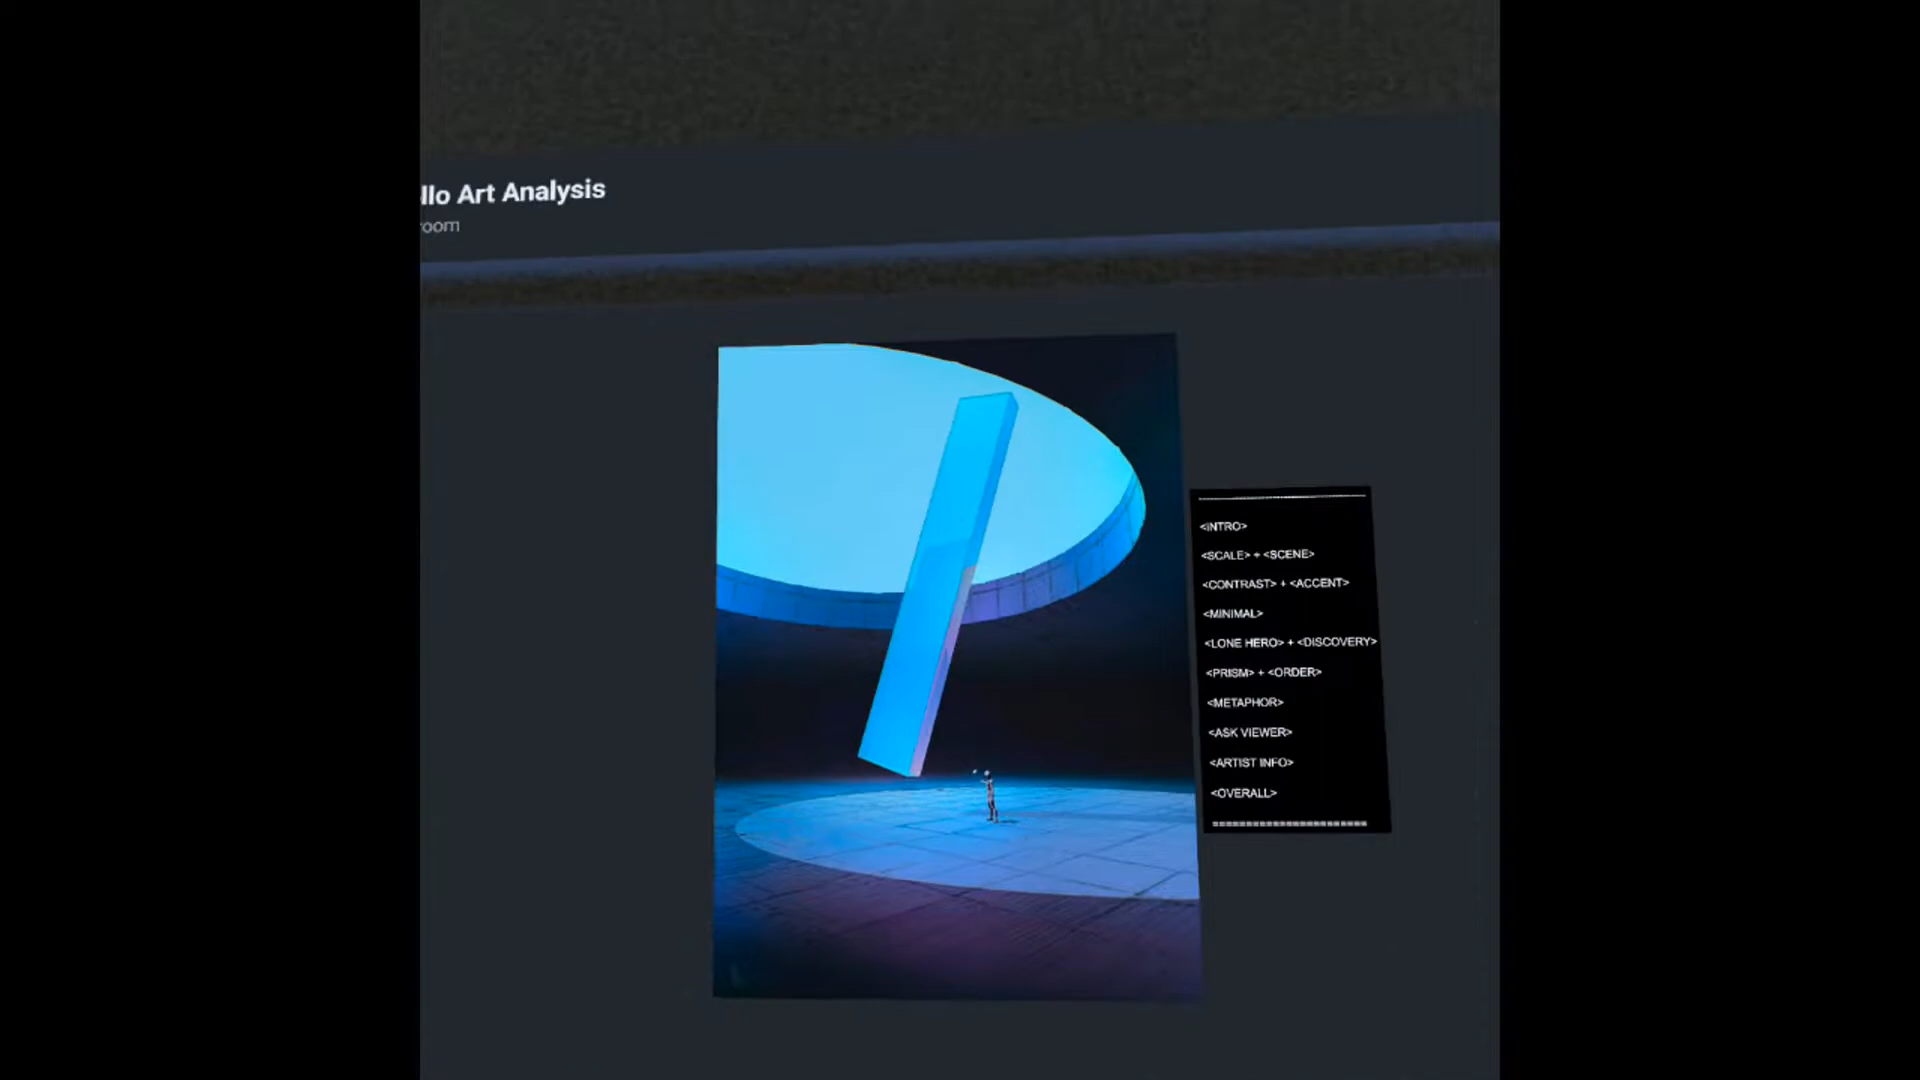 llo Art Analysis
room
<INTRO>
<SCALE> + <SCENE>
<CONTRAST> + <ACCENT>
<MINIMAL>
<LONE HERO> + <DISCOVERY>
<PRISM> + <ORDER>
<METAPHOR>
<ASK VIEWER>
<ARTIST INFO>
<OVERALL>